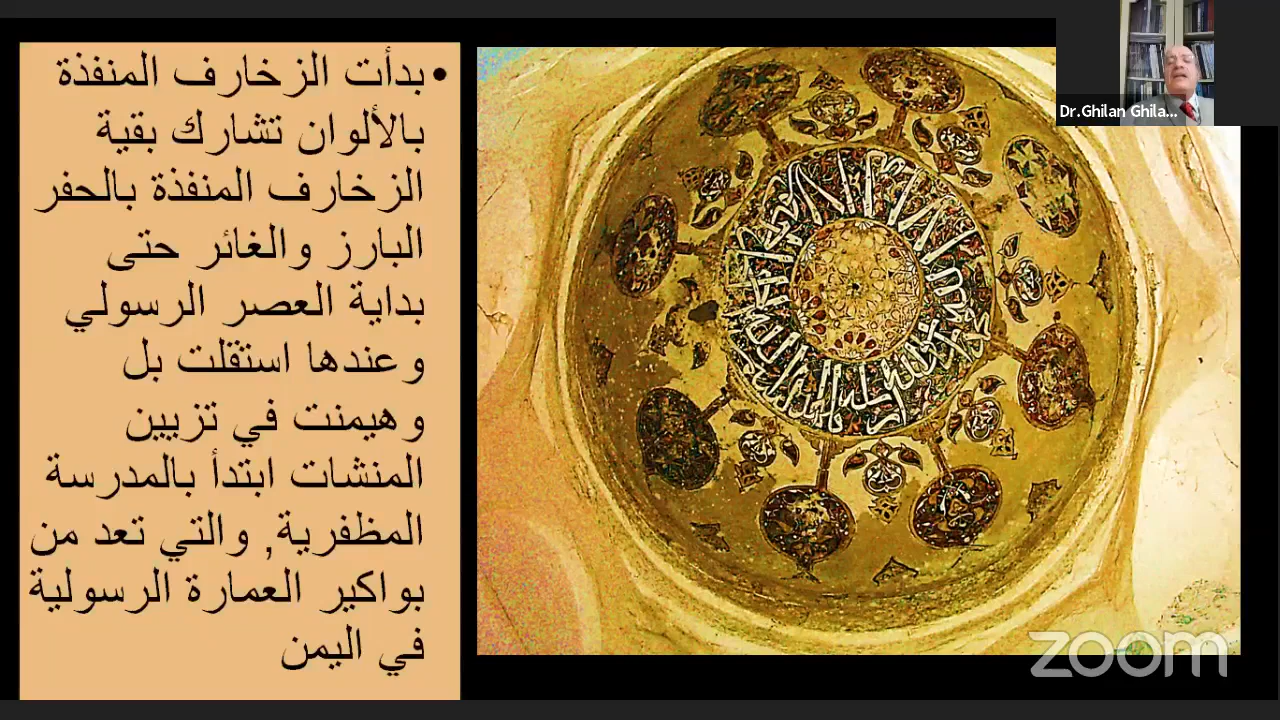 • بدأت الزخارف المنفذة
بالألوان تشارك بقية
الزخارف المنفذة بالحفر
البارز والغائر حتى
بداية العصر الرسولي
وعندها استقلت بل
وهيمنت في تزيين
المنشات ابتدأ بالمدرسة
المظفرية, والتي تعد من
بواكير العمارة الرسولية
في اليمن
Dr.Ghilan Ghila...
zoom